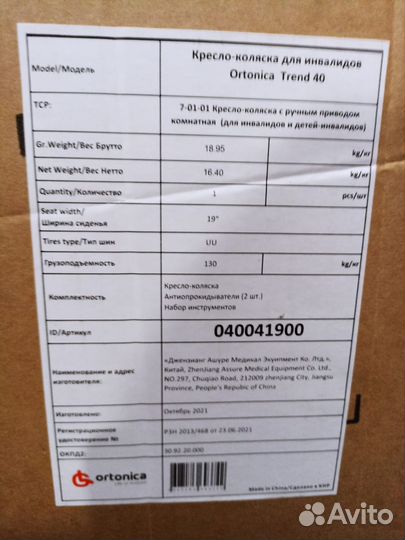 Model/Модель
Кресло-коляска для инвалидов
Ortonica Trend 40
ТСР:
7-01-01 Кресло-коляска с ручным приводом
комнатная (для инвалидов и детей-инвалидов)
Gr.Weight/Вес Брутто 18.95 kg/кг
Net Weight/Вес Нетто 16.40 kg/кг
Quantity/Количество 1 pcs/шт
Seat width/
Ширина сиденья 19"
Tires type/Тип шин U/U
Грузоподъемность 130 kg/кг
Комплектность
Кресло-коляска
Антиопрокидыватели (2 шт.)
Набор инструментов
ID/Артикул 040041900
Наименование и адрес
изготовителя:
«Джензианг Ашуре Медикал Экуипмент Ко. Лтд.»,
Китай, ZhenJiang Assure Medical Equipment Co. Ltd.,
NO.297, Chuqiao Road, 212009 zhenjiang City, Jiangsu
Province, People's Republic of China
Изготовлено: Октябрь 2021
Регистрационное
удостоверение № РЗН 2013/468 от 23.06.2021
ОКПД2: 30.92.20.000
ortonica
Made in China/Сделано в КНР
Avito